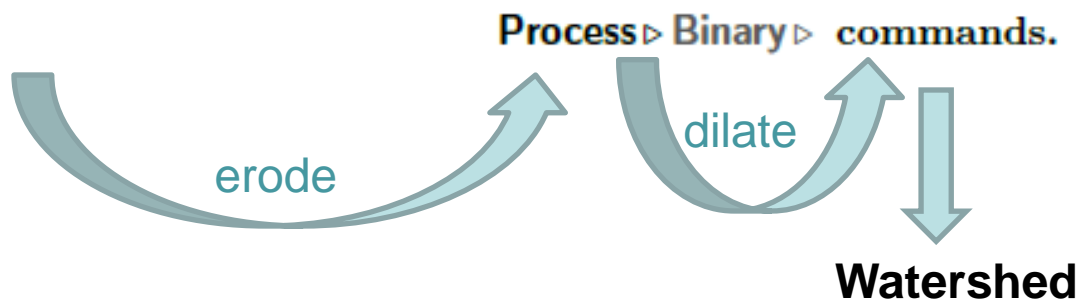 Process ▹ Binary ▹ commands.
dilate
erode
Watershed